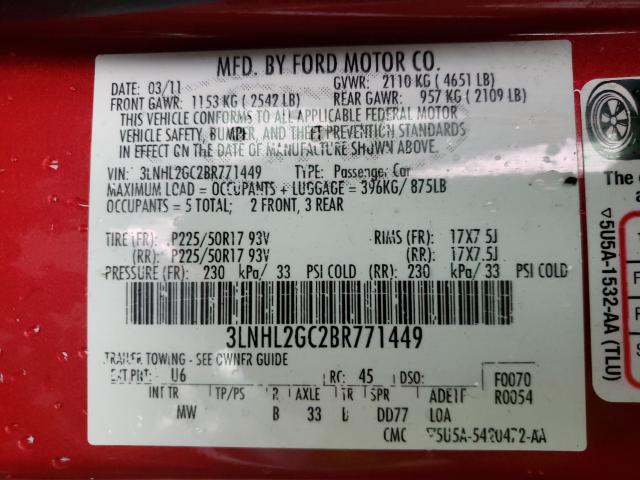 MFD. BY FORD MOTOR CO.
DATE: 03/11 GVWR: 2110 KG ( 4651 LB)
FRONT GAWR: 1153 KG ( 2542 LB) REAR GAWR: 957 KG ( 2109 LB)
THIS VEHICLE CONFORMS TO ALL APPLICABLE FEDERAL MOTOR
VEHICLE SAFETY, BUMPER, AND THEFT PREVENTION STANDARDS
IN EFFECT ON THE DATE OF MANUFACTURE SHOWN ABOVE.
VIN: 3LNHL2GC2BR771449 TYPE: Passenger Car
MAXIMUM LOAD = OCCUPANTS + LUGGAGE = 396KG/ 875LB
OCCUPANTS = 5 TOTAL; 2 FRONT, 3 REAR
TIRE (FR): P225/50R17 93V RIMS (FR): 17X7.5J
(RR): P225/50R17 93V (RR): 17X7.5J
PRESSURE (FR): 230 kPa/ 33 PSI COLD (RR): 230 kPa/ 33 PSI COLD
3LNHL2GC2BR771449
TRAILER TOWING - SEE OWNER GUIDE
EXT PNT: U6 RC: 45 DSO: F0070
INT TR TP/PS R AXLE TR SPR ADE1F R0054
MW B 33 B DD77 LOA
CMC ▽5U5A-5420472-AA
The
▽5U5A-1532-AA (TLU)